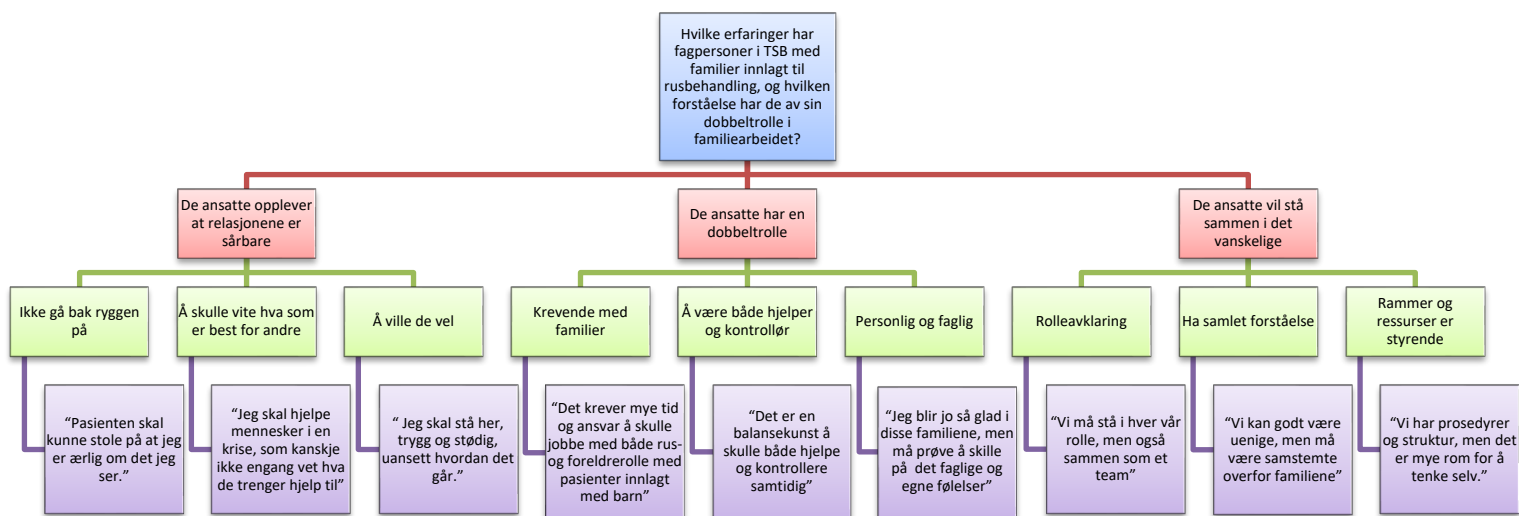 Hvilke erfaringer har
fagpersoner i TSB med
familier innlagt til
rusbehandling, og hvilken
forståelse har de av sin
dobbeltrolle i
familiearbeidet?
De ansatte opplever
at relasjonene er
sårbare
De ansatte har en
dobbeltrolle
De ansatte vil stå
sammen i det
vanskelige
Ikke gå bak ryggen
på
Å skulle vite hva som
er best for andre
Å ville de vel
Krevende med
familier
Å være både hjelper
og kontrollør
Personlig og faglig
Rolleavklaring
Ha samlet forståelse
Rammer og
ressurser er
styrende
“Pasienten skal
kunne stole på at jeg
er ærlig om det jeg
ser.”
“Jeg skal hjelpe
mennesker i en
krise, som kanskje
ikke engang vet hva
de trenger hjelp til”
“ Jeg skal stå her,
trygg og stødig,
uansett hvordan det
går.”
“Det krever mye tid
og ansvar å skulle
jobbe med både rus-
og foreldrerolle med
pasienter innlagt
med barn”
“Det er en
balansekunst å
skulle både hjelpe
og kontrollere
samtidig”
“Jeg blir jo så glad i
disse familiene, men
må prøve å skille
på det faglige og
egne følelser”
“Vi må stå i hver vår
rolle, men også
sammen som et
team”
“Vi kan godt være
uenige, men må
være samstemte
overfor familiene”
“Vi har prosedyrer
og struktur, men det
er mye rom for å
tenke selv.”